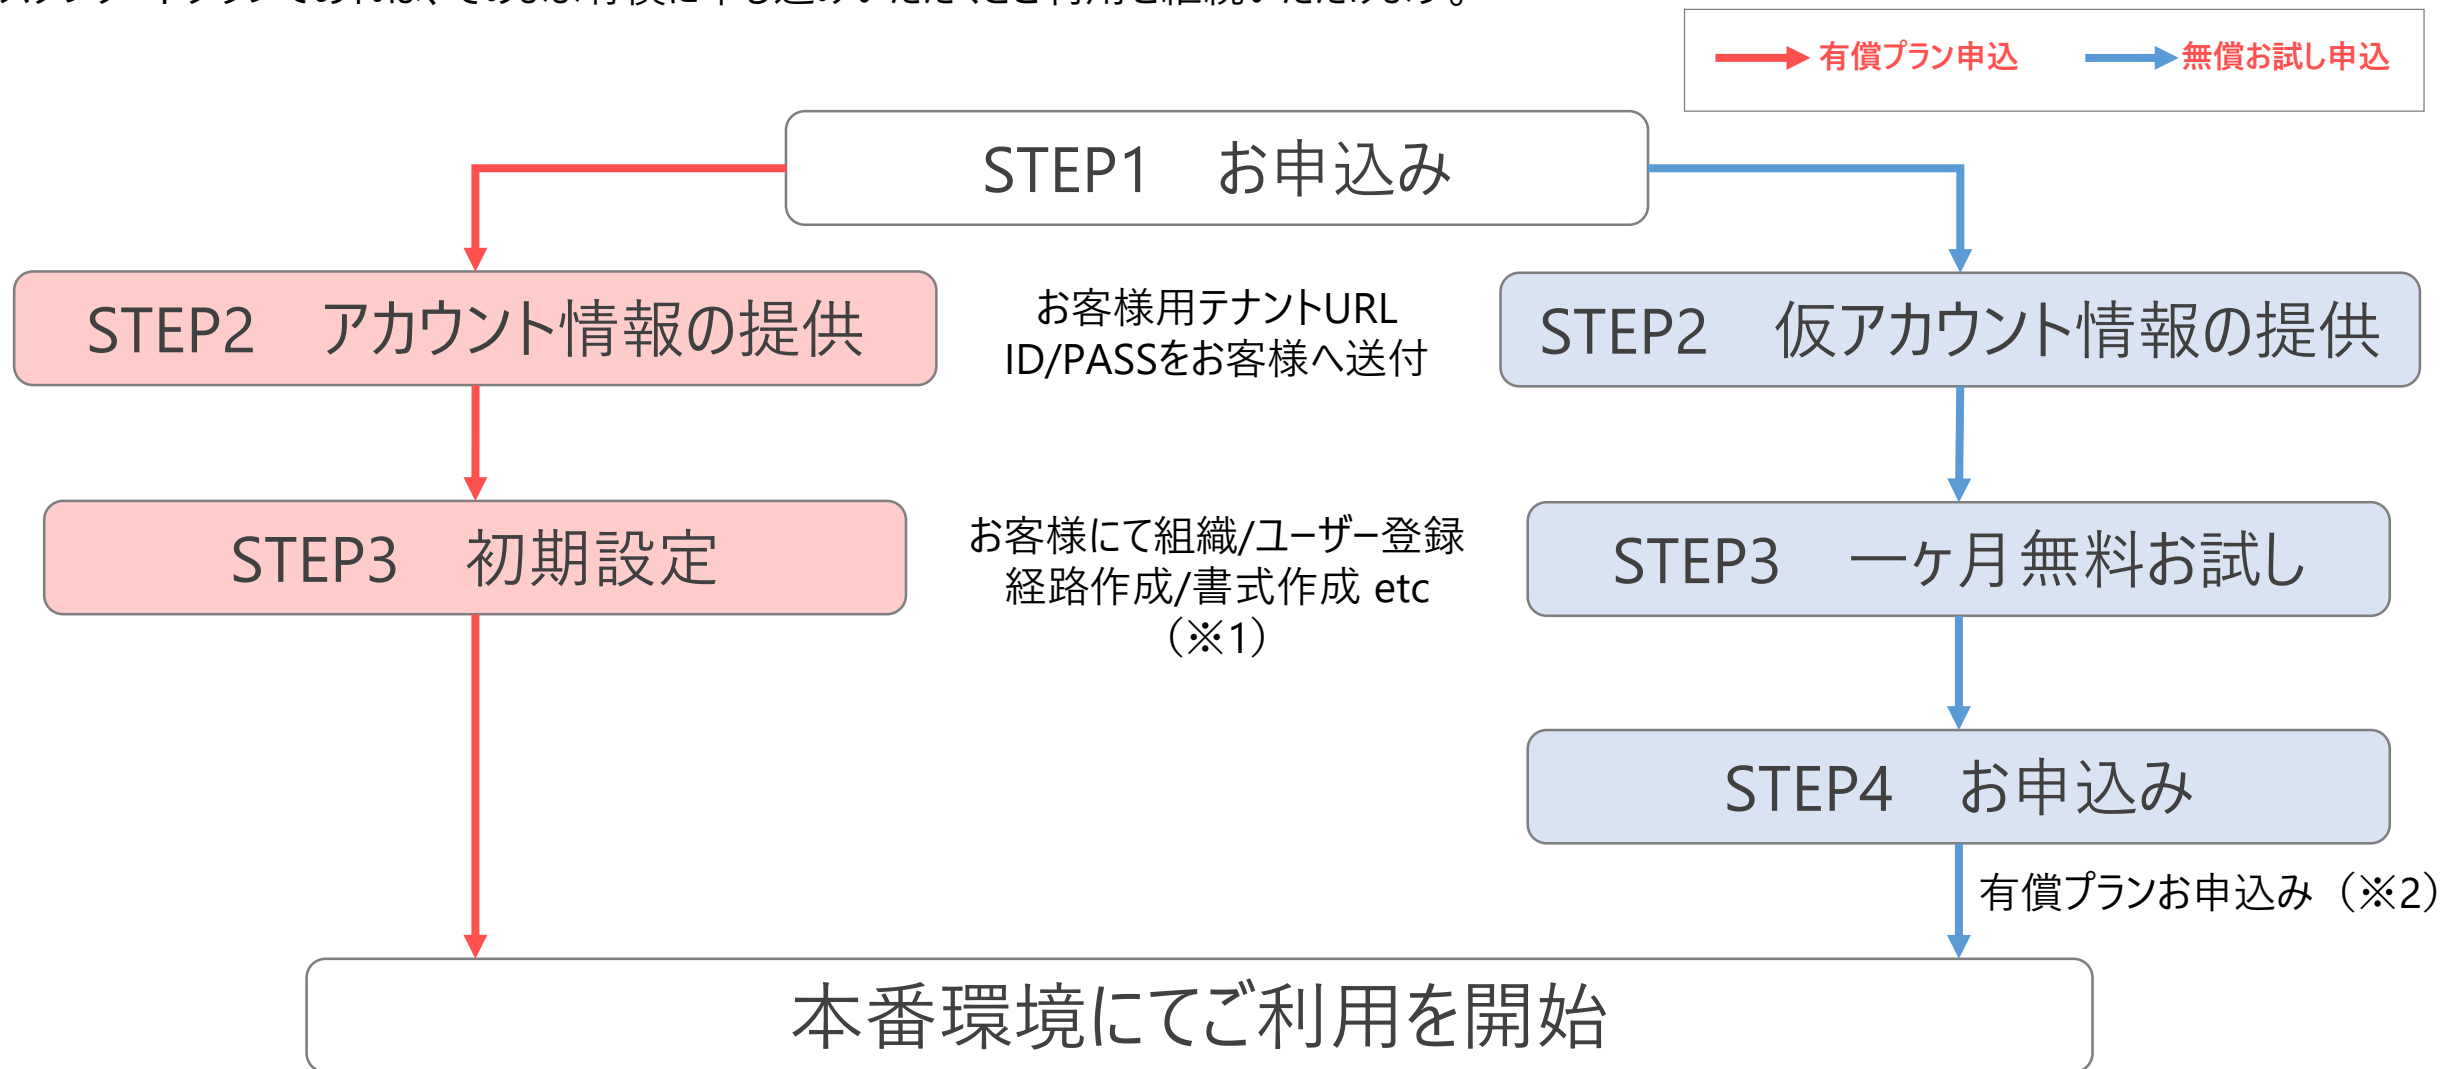 有償プラン申込
無償お試し申込
STEP1　お申込み
STEP2　アカウント情報の提供
お客様用テナントURL
ID/PASSをお客様へ送付
STEP2　仮アカウント情報の提供
STEP3　初期設定
お客様にて組織/ユーザー登録
経路作成/書式作成 etc
（※1）
STEP3　一ヶ月無料お試し
STEP4　お申込み
有償プランお申込み（※2）
本番環境にてご利用を開始